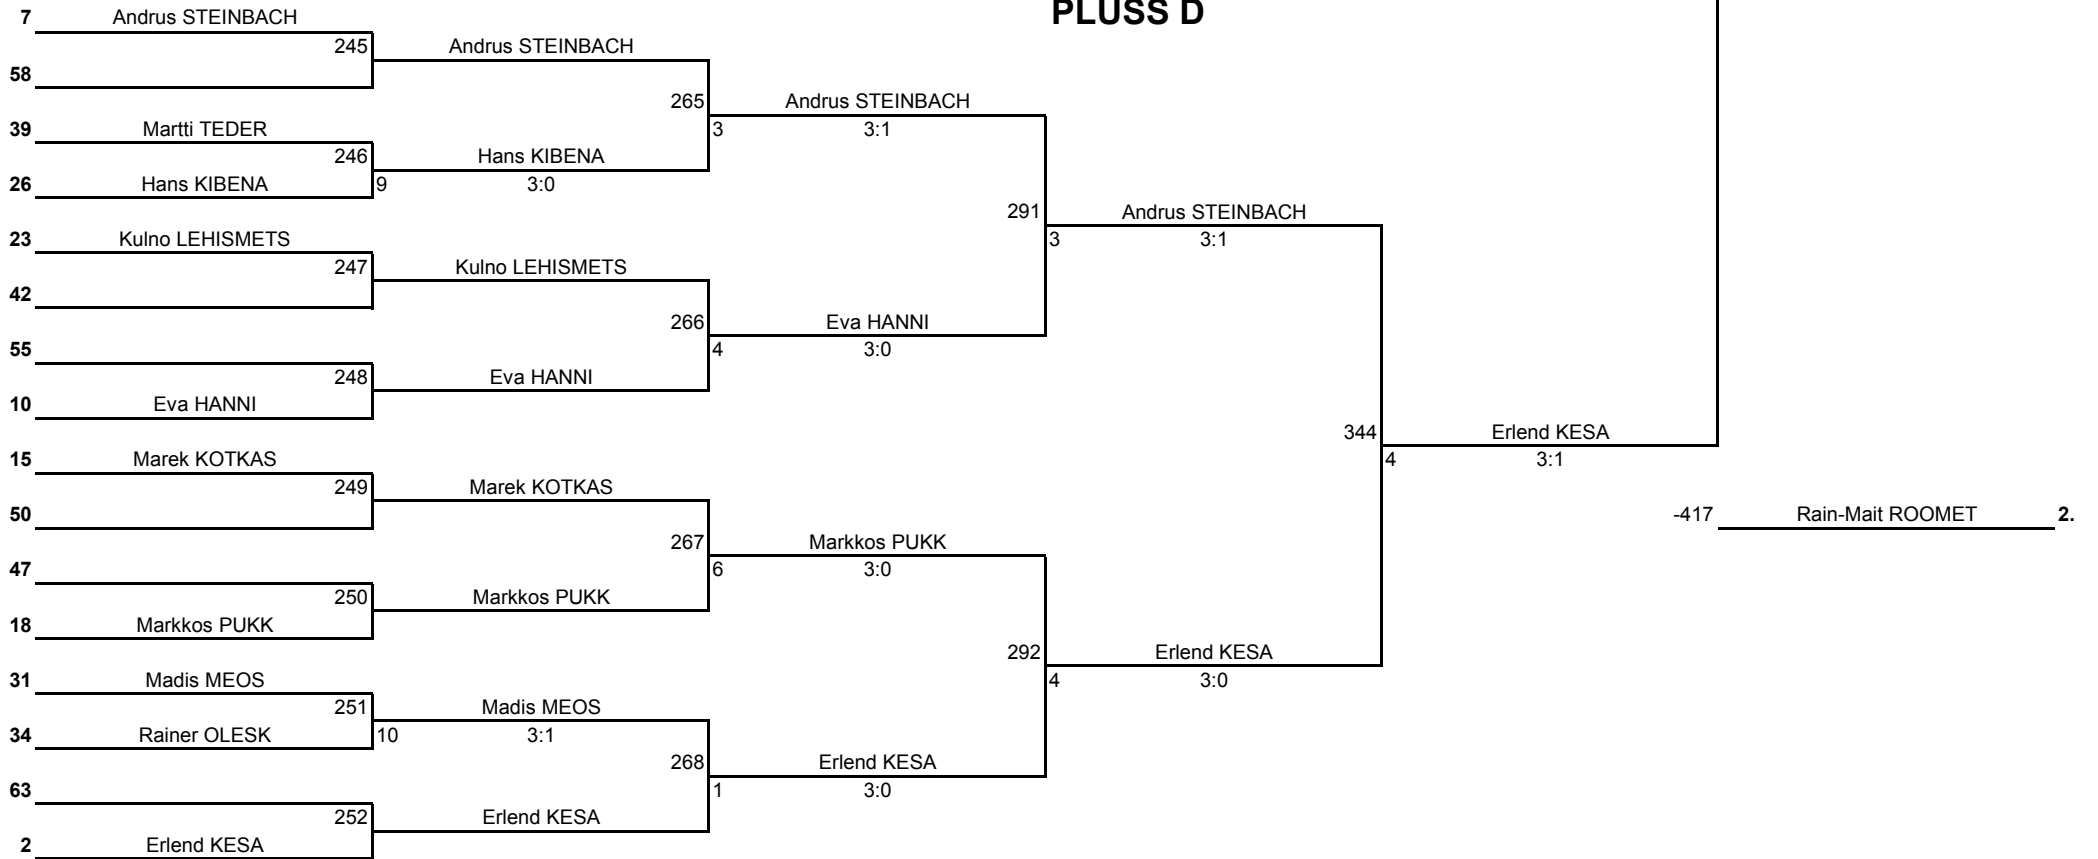 PLUSS D
7 Andrus STEINBACH
245 Andrus STEINBACH
58
265 Andrus STEINBACH
39 Martti TEDER 3 3:1
246 Hans KIBENA
26 Hans KIBENA 9 3:0
291 Andrus STEINBACH
23 Kulno LEHISMETS 3 3:1
247 Kulno LEHISMETS
42
266 Eva HANNI
55 4 3:0
248 Eva HANNI
10 Eva HANNI
344 Erlend KESA
15 Marek KOTKAS 4 3:1
249 Marek KOTKAS
50 -417 Rain-Mait ROOMET 2.
267 Markkos PUKK
47 6 3:0
250 Markkos PUKK
18 Markkos PUKK
292 Erlend KESA
31 Madis MEOS 4 3:0
251 Madis MEOS
34 Rainer OLESK 10 3:1
268 Erlend KESA
63 1 3:0
252 Erlend KESA
2 Erlend KESA